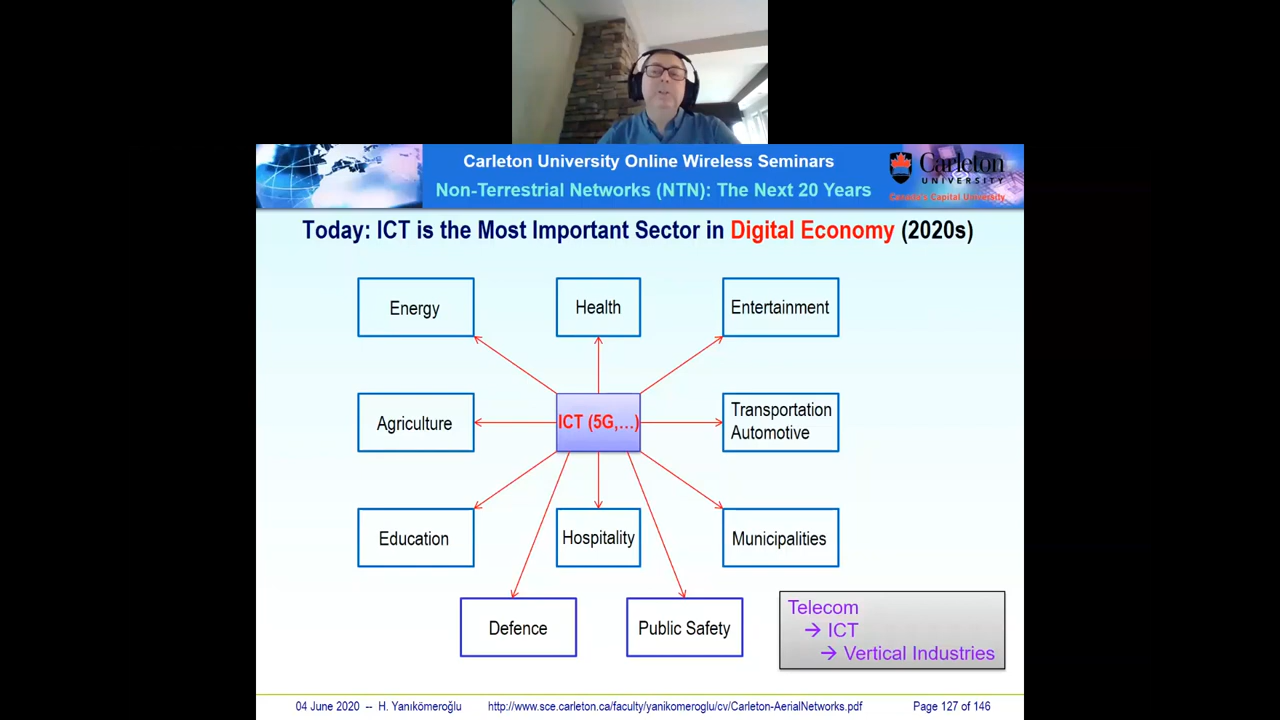 Carleton University Online Wireless Seminars
Non-Terrestrial Networks (NTN): The Next 20 Years
Carleton
UNIVERSITY
Canada's Capital University
Today: ICT is the Most Important Sector in Digital Economy (2020s)
Energy
Health
Entertainment
Agriculture
ICT (5G,...)
Transportation
Automotive
Education
Hospitality
Municipalities
Defence
Public Safety
Telecom
→ ICT
→ Vertical Industries
04 June 2020 -- H. Yanıkömeroğlu
http://www.sce.carleton.ca/faculty/yanikomeroglu/cv/Carleton-AerialNetworks.pdf
Page 127 of 146